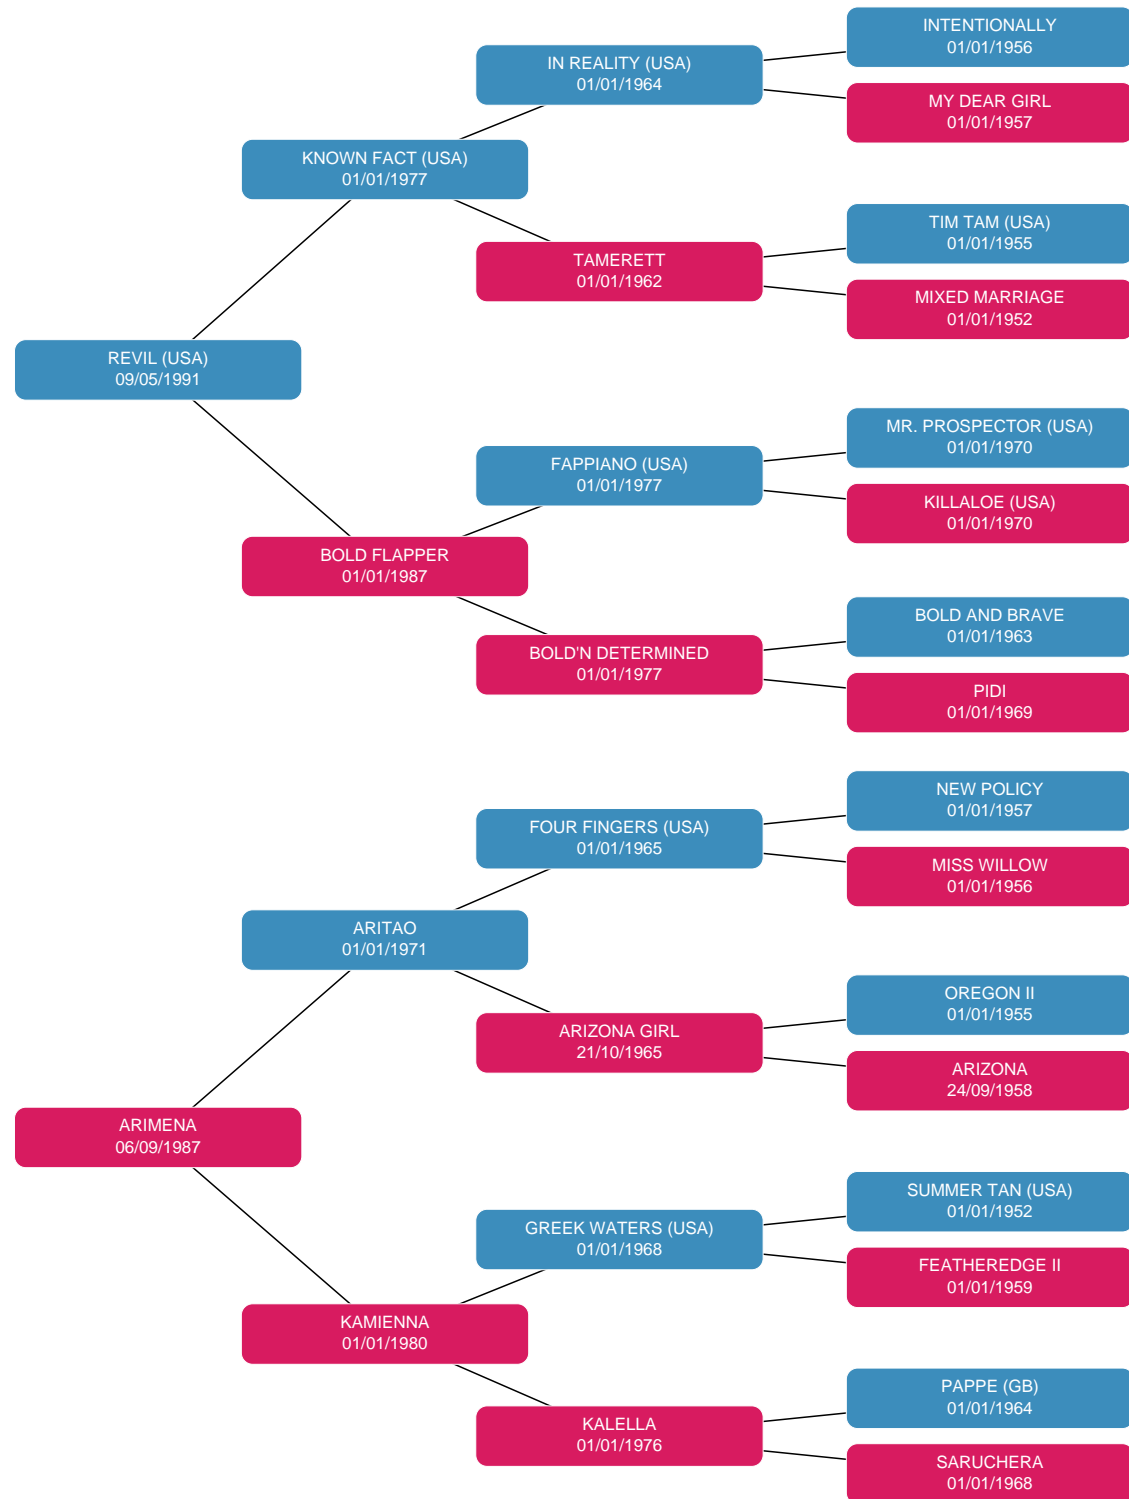 INTENTIONALLY
01/01/1956
IN REALITY (USA)
01/01/1964
MY DEAR GIRL
01/01/1957
KNOWN FACT (USA)
01/01/1977
TIM TAM (USA)
01/01/1955
TAMERETT
01/01/1962
MIXED MARRIAGE
01/01/1952
REVIL (USA)
09/05/1991
MR. PROSPECTOR (USA)
01/01/1970
FAPPIANO (USA)
01/01/1977
KILLALOE (USA)
01/01/1970
BOLD FLAPPER
01/01/1987
BOLD AND BRAVE
01/01/1963
BOLD'N DETERMINED
01/01/1977
PIDI
01/01/1969
NEW POLICY
01/01/1957
FOUR FINGERS (USA)
01/01/1965
MISS WILLOW
01/01/1956
ARITAO
01/01/1971
OREGON II
01/01/1955
ARIZONA GIRL
21/10/1965
ARIZONA
24/09/1958
ARIMENA
06/09/1987
SUMMER TAN (USA)
01/01/1952
GREEK WATERS (USA)
01/01/1968
FEATHEREDGE II
01/01/1959
KAMIENNA
01/01/1980
PAPPE (GB)
01/01/1964
KALELLA
01/01/1976
SARUCHERA
01/01/1968